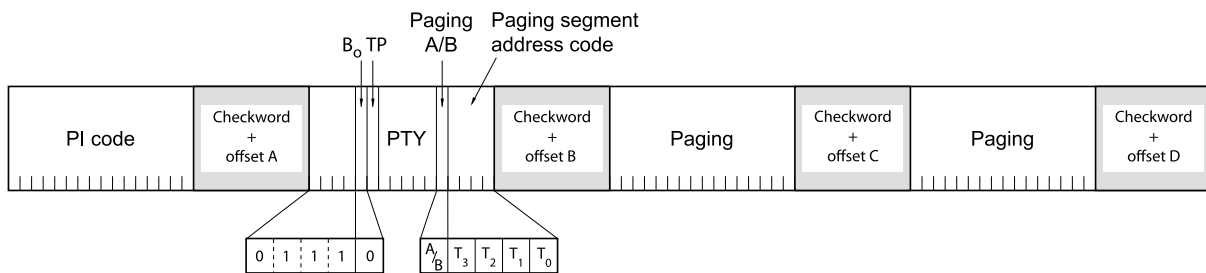 Paging Paging segment
B₀ TP A/B address code
PI code
Checkword
+
offset A
PTY
Checkword
+
offset B
Paging
Checkword
+
offset C
Paging
Checkword
+
offset D
0 1 1 1 0
A/B T₃ T₂ T₁ T₀